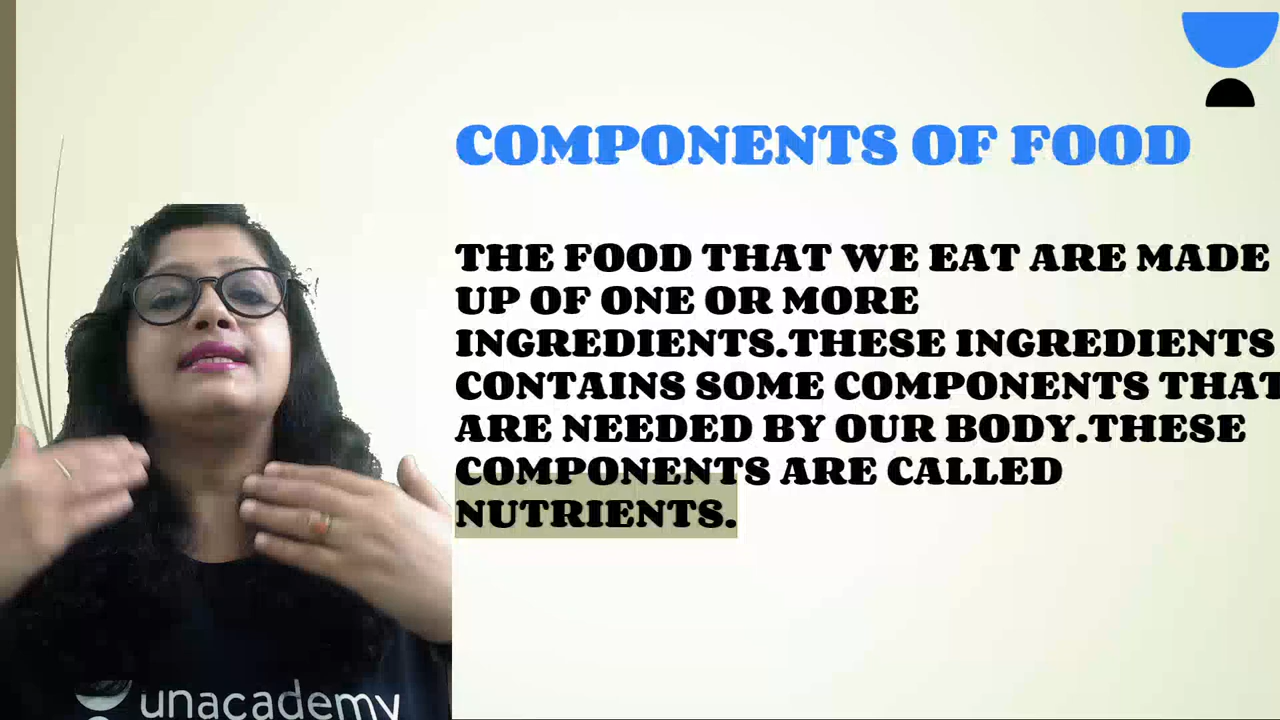 COMPONENTS OF FOOD
THE FOOD THAT WE EAT ARE MADE
UP OF ONE OR MORE
INGREDIENTS.THESE INGREDIENTS
CONTAINS SOME COMPONENTS THAT
ARE NEEDED BY OUR BODY.THESE
COMPONENTS ARE CALLED
NUTRIENTS.
unacademy